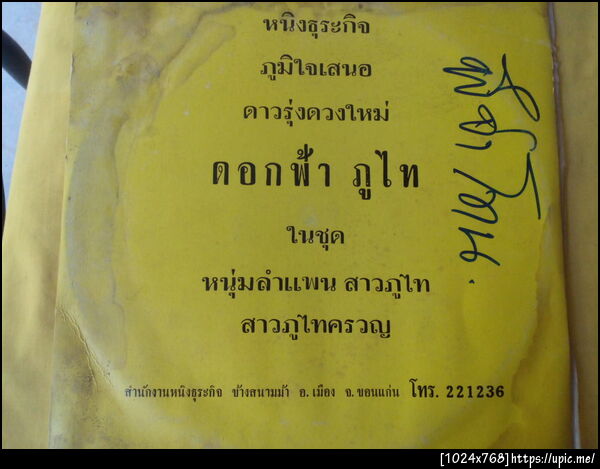 หนิงธุระกิจ
ภูมิใจเสนอ
ดาวรุ่งดวงใหม่
ดอกฟ้า ภูไท
ในชุด
หนุ่มลำแพน สาวภูไท
สาวภูไทครวญ
สำนักงานหนิงธุระกิจ ข้างสนามม้า อ.เมือง จ.ขอนแก่น โทร. 221236
[1024x768]https://upic.me/